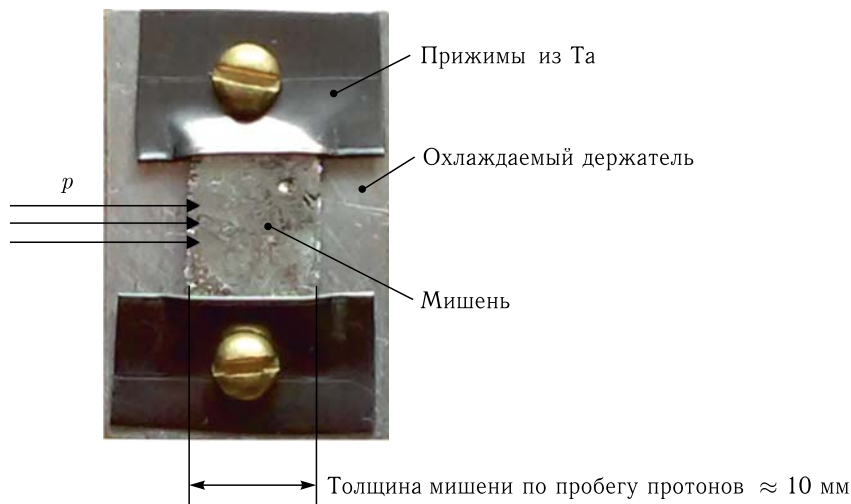 Прижимы из Ta
Охлаждаемый держатель
p
Мишень
Толщина мишени по пробегу протонов ≈ 10 мм